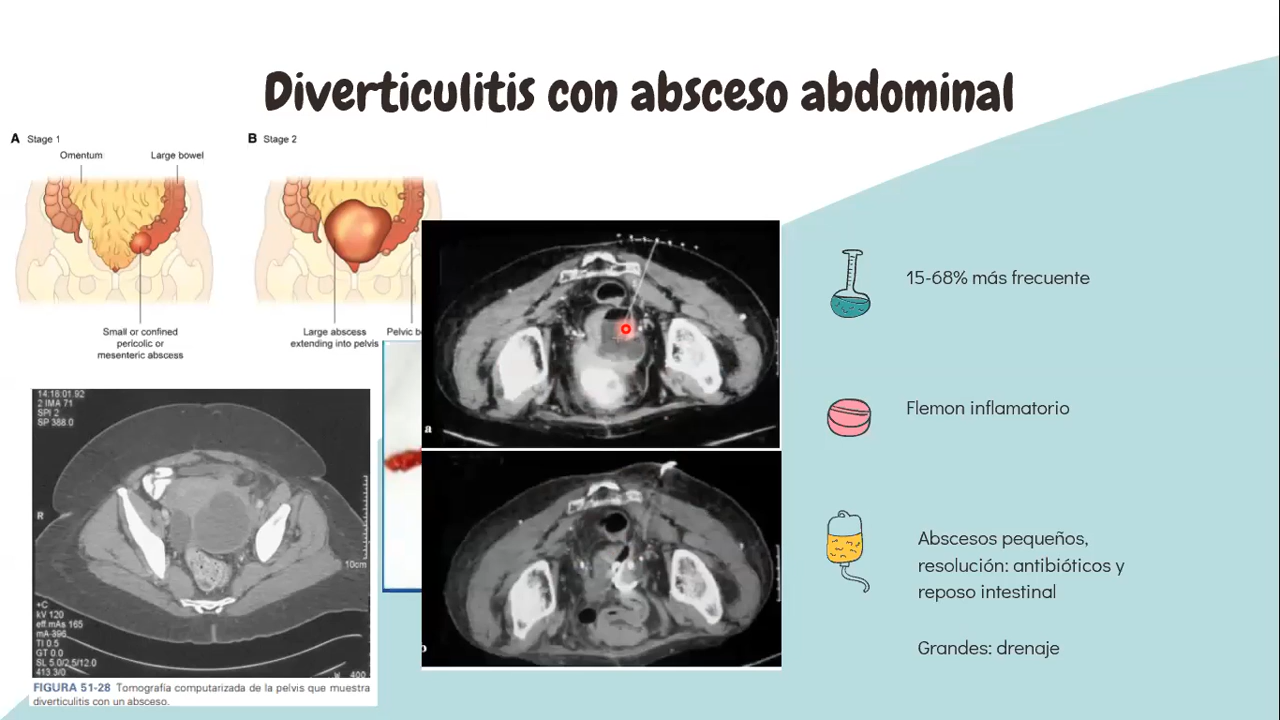 Diverticulitis con absceso abdominal
A Stage 1
Omentum
Large bowel
Small or confined
pericolic or
mesenteric abscess
B Stage 2
Large abscess
extending into pelvis
Pelvic b
14:18:01.92
2 IMA 71
SPI 2
SP 388.0
R
10cm
+C
kV 120
eff.mAs 165
mA 396
TI 0.5
GT 0.0
SL 5.0/2.5/12.0
413.3/0
W 400
FIGURA 51-28 Tomografía computarizada de la pelvis que muestra
diverticulitis con un absceso.
a
15-68% más frecuente
Flemon inflamatorio
Abscesos pequeños,
resolución: antibióticos y
reposo intestinal
Grandes: drenaje